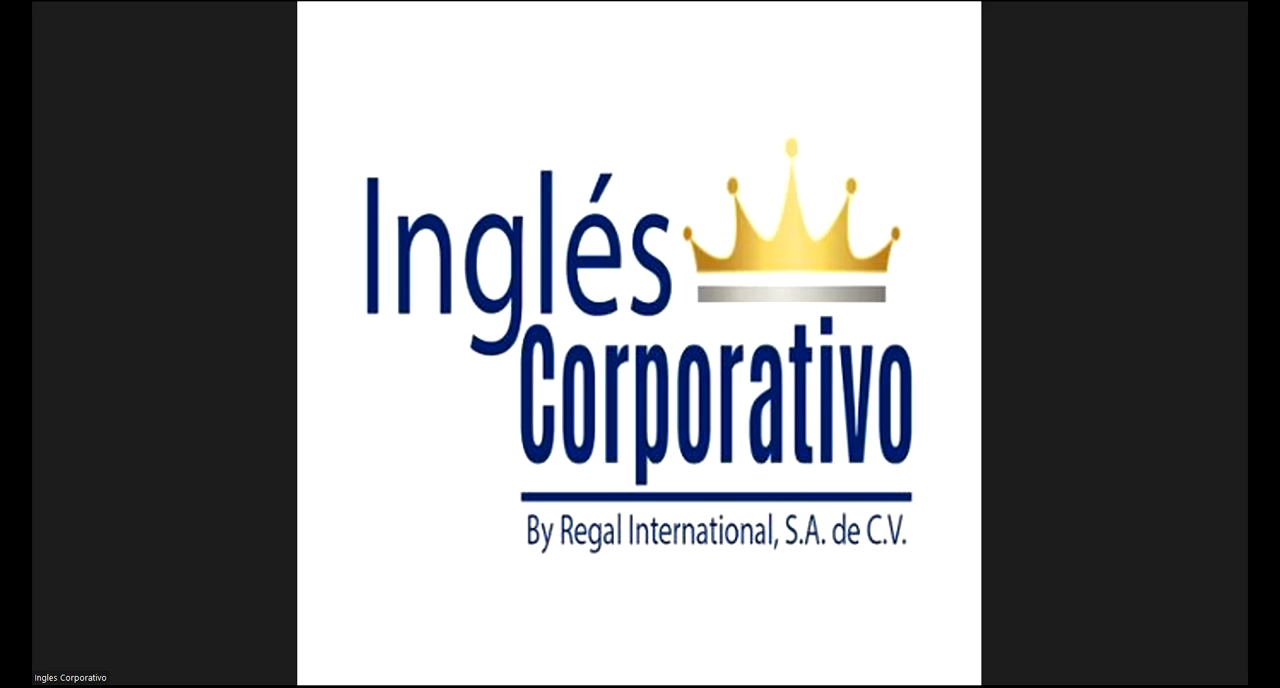 Inglés
Corporativo
By Regal International, S.A. de C.V.
Ingles Corporativo